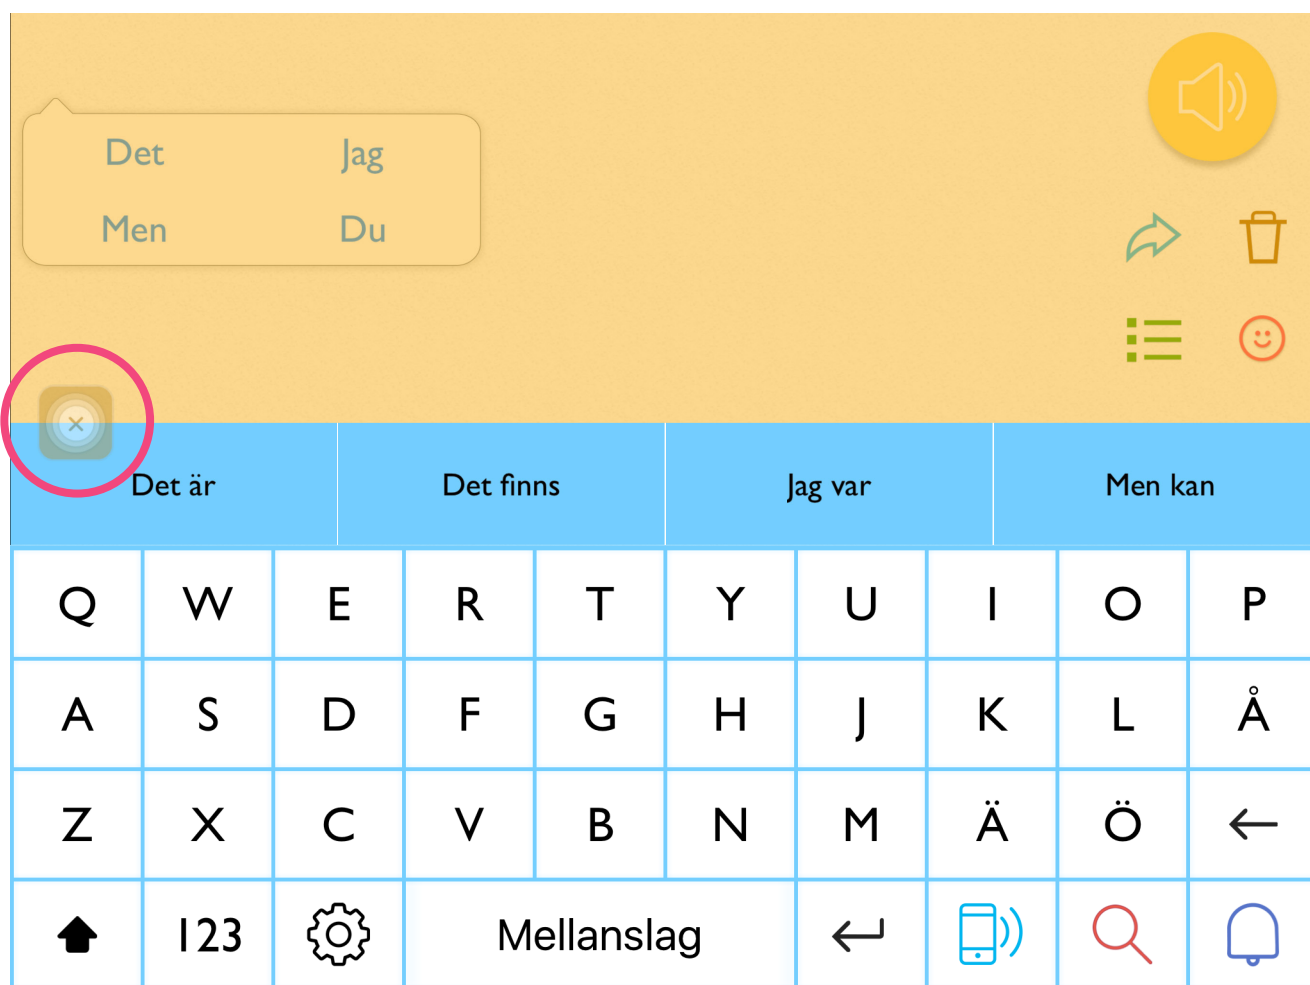 Det Jag
Men Du
Det är Det finns Jag var Men kan
Q W E R T Y U I O P
A S D F G H J K L Å
Z X C V B N M Ä Ö ←
123 Mellanslag